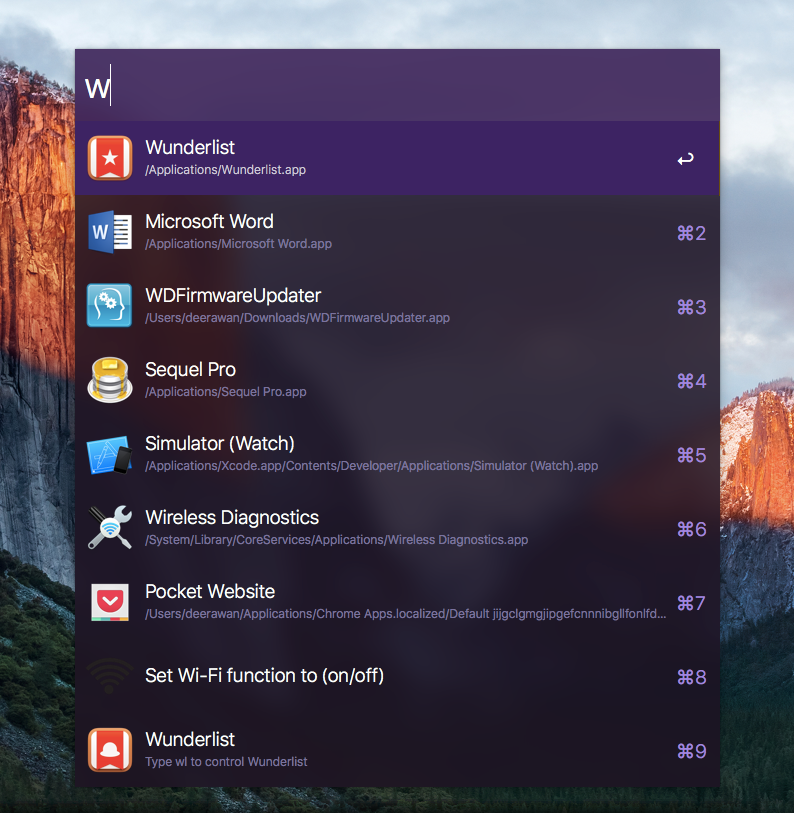 W
Wunderlist
/Applications/Wunderlist.app
Microsoft Word
/Applications/Microsoft Word.app
⌘2
W
WDFirmwareUpdater
/Users/deerawan/Downloads/WDFirmwareUpdater.app
⌘3
Sequel Pro
/Applications/Sequel Pro.app
⌘4
Simulator (Watch)
/Applications/Xcode.app/Contents/Developer/Applications/Simulator (Watch).app
⌘5
Wireless Diagnostics
/System/Library/CoreServices/Applications/Wireless Diagnostics.app
⌘6
Pocket Website
/Users/deerawan/Applications/Chrome Apps.localized/Default jijgclgmgjipgefcnnnibgllfonlfd...
⌘7
Set Wi-Fi function to (on/off)
⌘8
Wunderlist
Type wl to control Wunderlist
⌘9